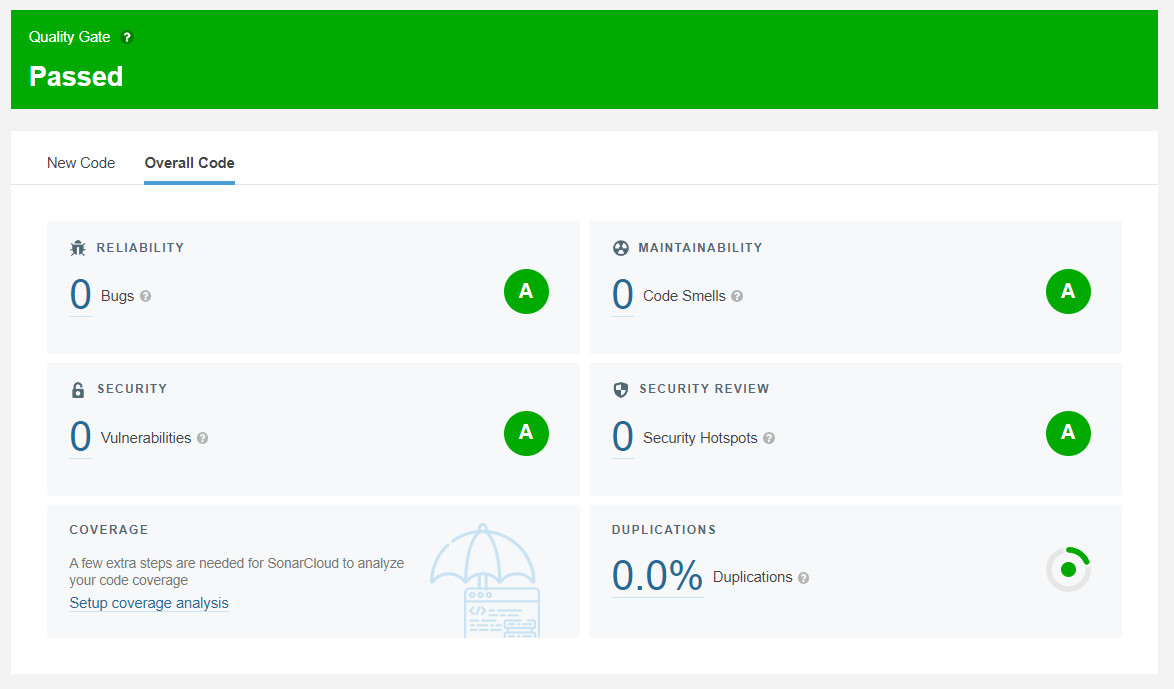 Quality Gate ?
Passed
New Code
Overall Code
RELIABILITY
0 Bugs ?
A
MAINTAINABILITY
0 Code Smells ?
A
SECURITY
0 Vulnerabilities ?
A
SECURITY REVIEW
0 Security Hotspots ?
A
COVERAGE
A few extra steps are needed for SonarCloud to analyze
your code coverage
Setup coverage analysis
</>
DUPLICATIONS
0.0% Duplications ?